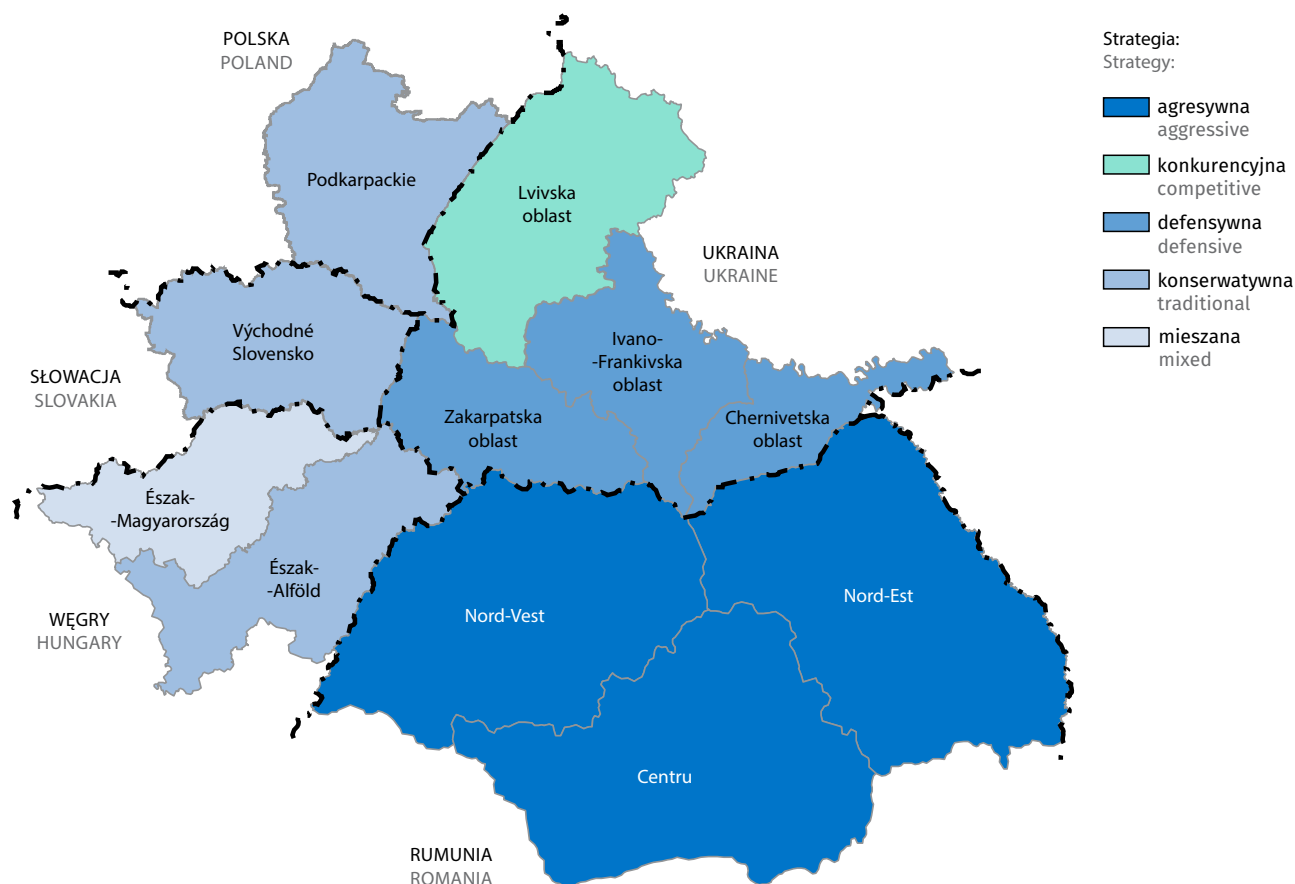 POLSKA
POLAND
Podkarpackie
Lvivska
oblast
UKRAINA
UKRAINE
Východné
Slovensko
Ivano-
-Frankivska
oblast
SŁOWACJA
SLOVAKIA
Zakarpatska
oblast
Chernivetska
oblast
Észak-
-Magyarország
Észak-
-Alföld
WĘGRY
HUNGARY
Nord-Vest
Nord-Est
Centru
RUMUNIA
ROMANIA
Strategia:
Strategy:
agresywna
aggressive
konkurencyjna
competitive
defensywna
defensive
konserwatywna
traditional
mieszana
mixed